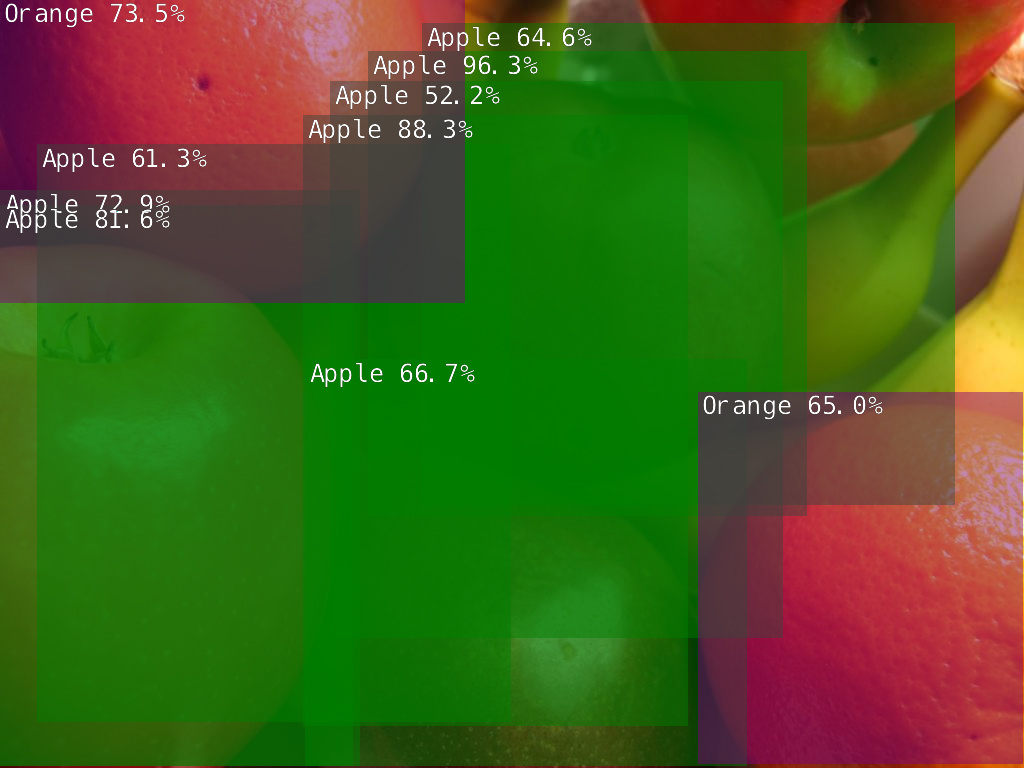 Orange 73.5%
Apple 64.6%
Apple 96.3%
Apple 52.2%
Apple 88.3%
Apple 61.3%
Apple 72.9%
Apple 81.6%
Apple 66.7%
Orange 65.0%